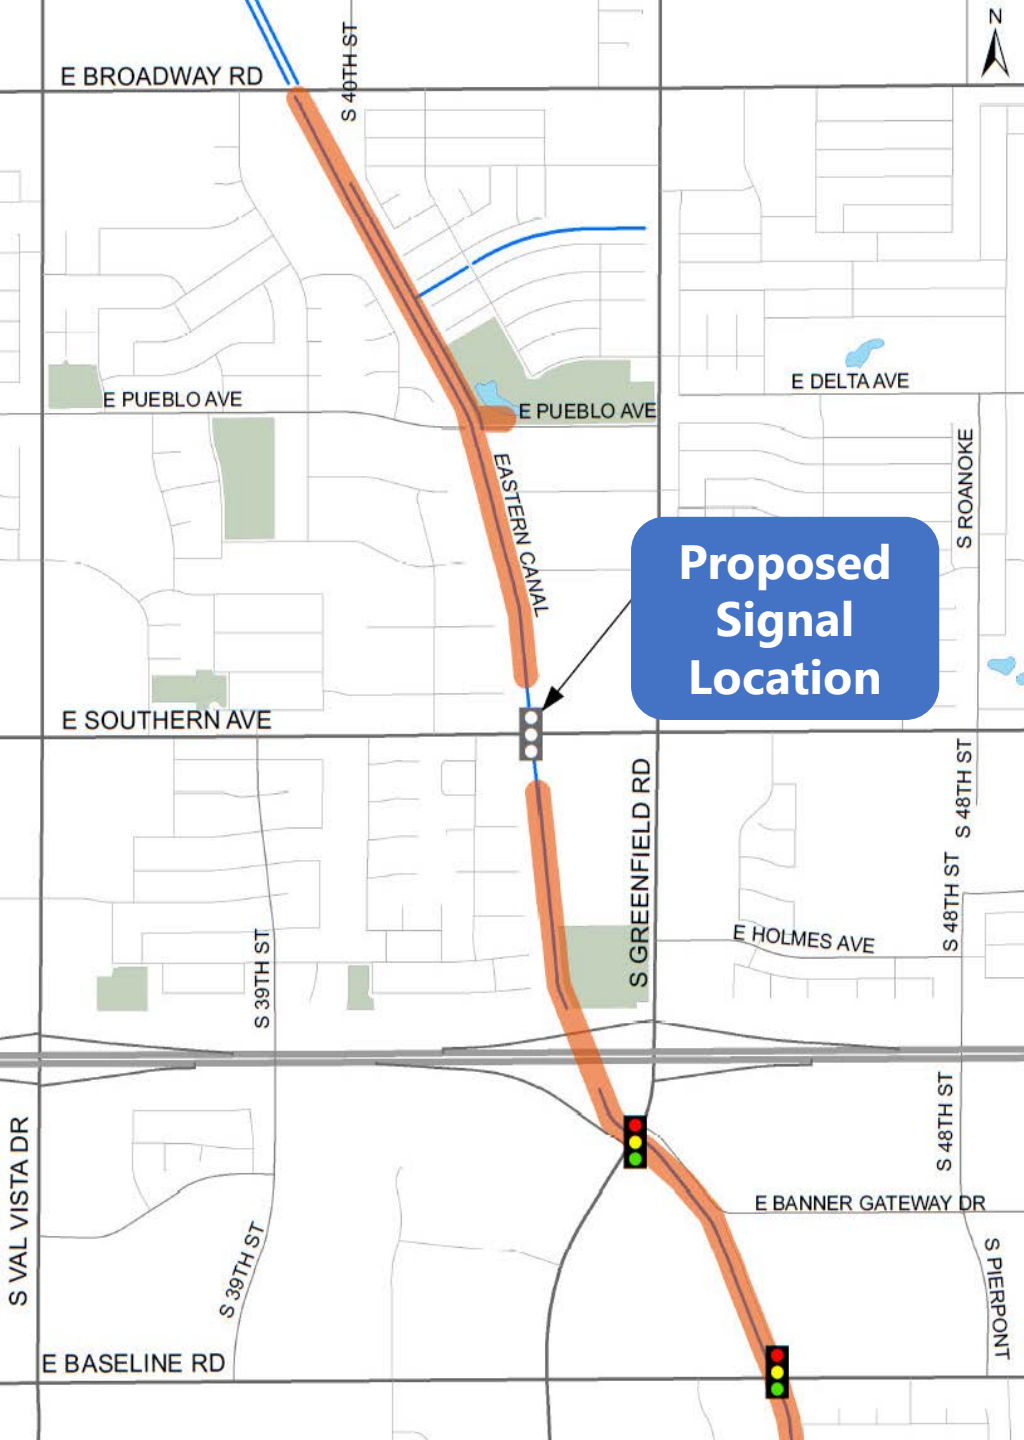 N
E BROADWAY RD
S 40TH ST
E PUEBLO AVE
E PUEBLO AVE
E DELTA AVE
S ROANOKE
EASTERN CANAL
Proposed
Signal
Location
E SOUTHERN AVE
S 48TH ST
S GREENFIELD RD
S 48TH ST
E HOLMES AVE
S 39TH ST
S 48TH ST
S VAL VISTA DR
E BANNER GATEWAY DR
S 39TH ST
S PIERPONT
E BASELINE RD